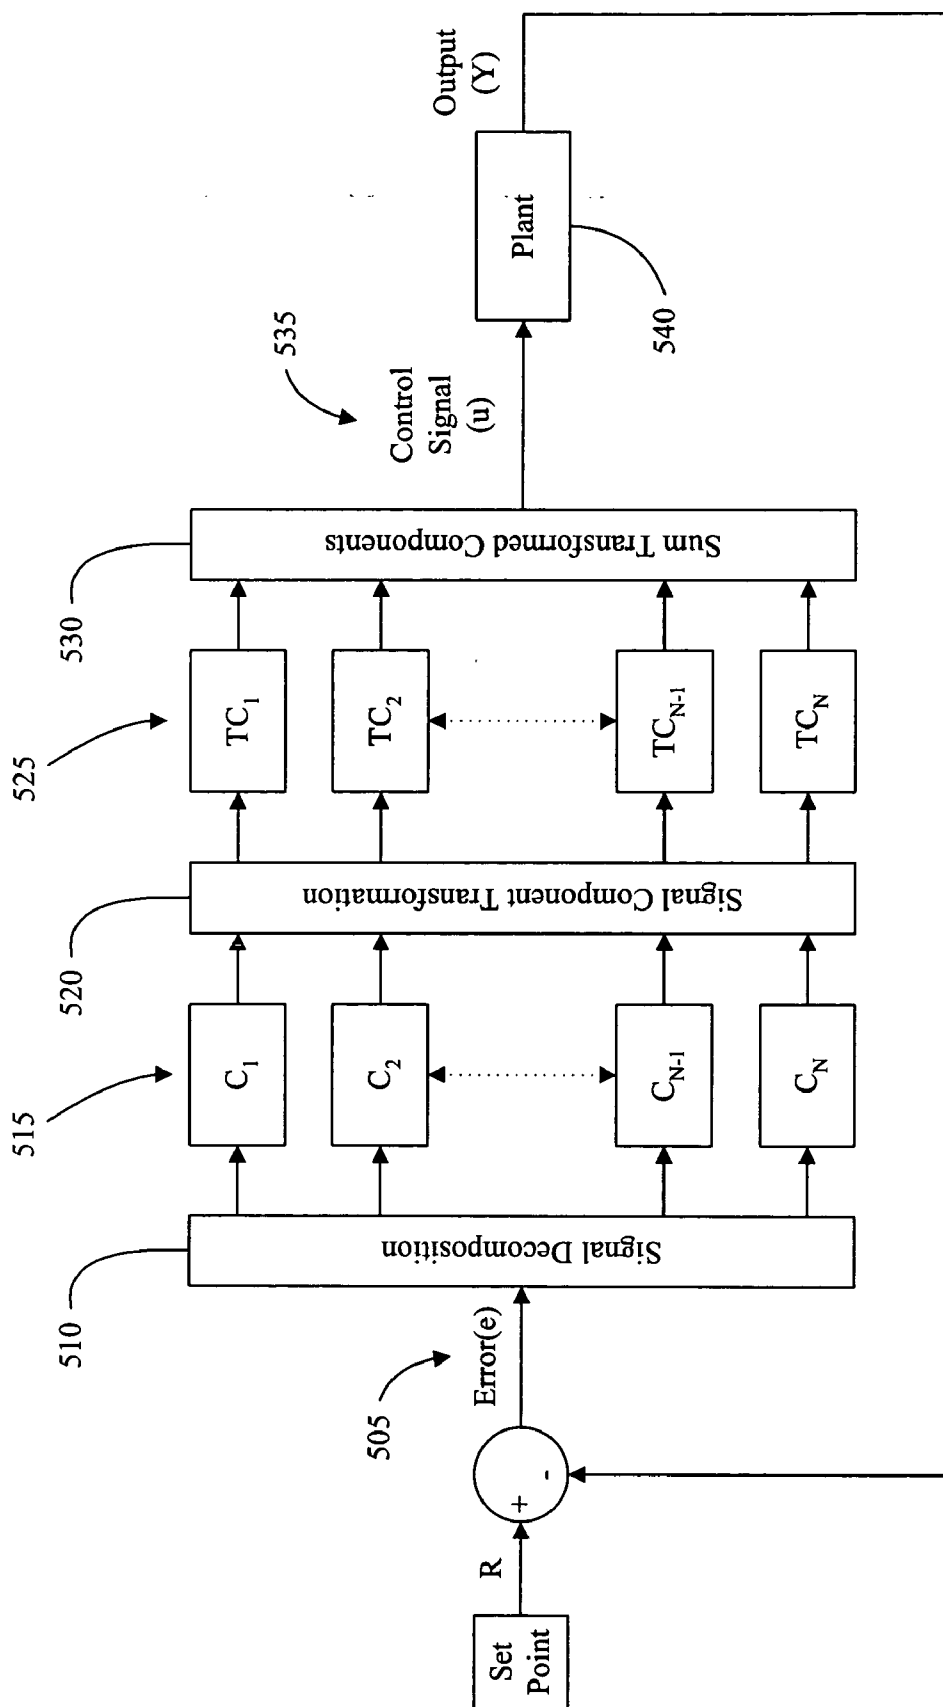 Set
Point
R
+
-
505
Error(e)
510
Signal Decomposition
515
C1
C2
CN-1
CN
520
Signal Component Transformation
525
TC1
TC2
TCN-1
TCN
530
Sum Transformed Components
535
Control
Signal
(u)
Plant
540
Output
(Y)